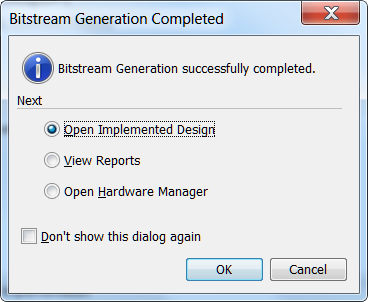 Bitstream Generation Completed
Bitstream Generation successfully completed.
Next
Open Implemented Design
View Reports
Open Hardware Manager
Don't show this dialog again
OK
Cancel